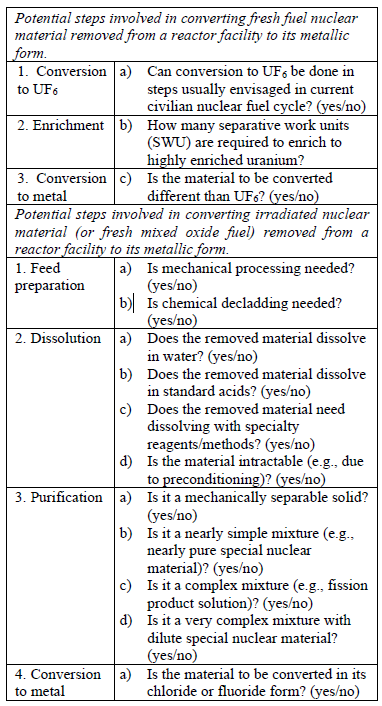 Potential steps involved in converting fresh fuel nuclear
material removed from a reactor facility to its metallic
form.
1. Conversion a) Can conversion to UF6 be done in
to UF6 steps usually envisaged in current
civilian nuclear fuel cycle? (yes/no)
2. Enrichment b) How many separative work units
(SWU) are required to enrich to
highly enriched uranium?
3. Conversion c) Is the material to be converted
to metal different than UF6? (yes/no)
Potential steps involved in converting irradiated nuclear
material (or fresh mixed oxide fuel) removed from a
reactor facility to its metallic form.
1. Feed a) Is mechanical processing needed?
preparation (yes/no)
b) Is chemical decladding needed?
(yes/no)
2. Dissolution a) Does the removed material dissolve
in water? (yes/no)
b) Does the removed material dissolve
in standard acids? (yes/no)
c) Does the removed material need
dissolving with specialty
reagents/methods? (yes/no)
d) Is the material intractable (e.g., due
to preconditioning)? (yes/no)
3. Purification a) Is it a mechanically separable solid?
(yes/no)
b) Is it a nearly simple mixture (e.g.,
nearly pure special nuclear
material)? (yes/no)
c) Is it a complex mixture (e.g., fission
product solution)? (yes/no)
d) Is it a very complex mixture with
dilute special nuclear material?
(yes/no)
4. Conversion a) Is the material to be converted in its
to metal chloride or fluoride form? (yes/no)